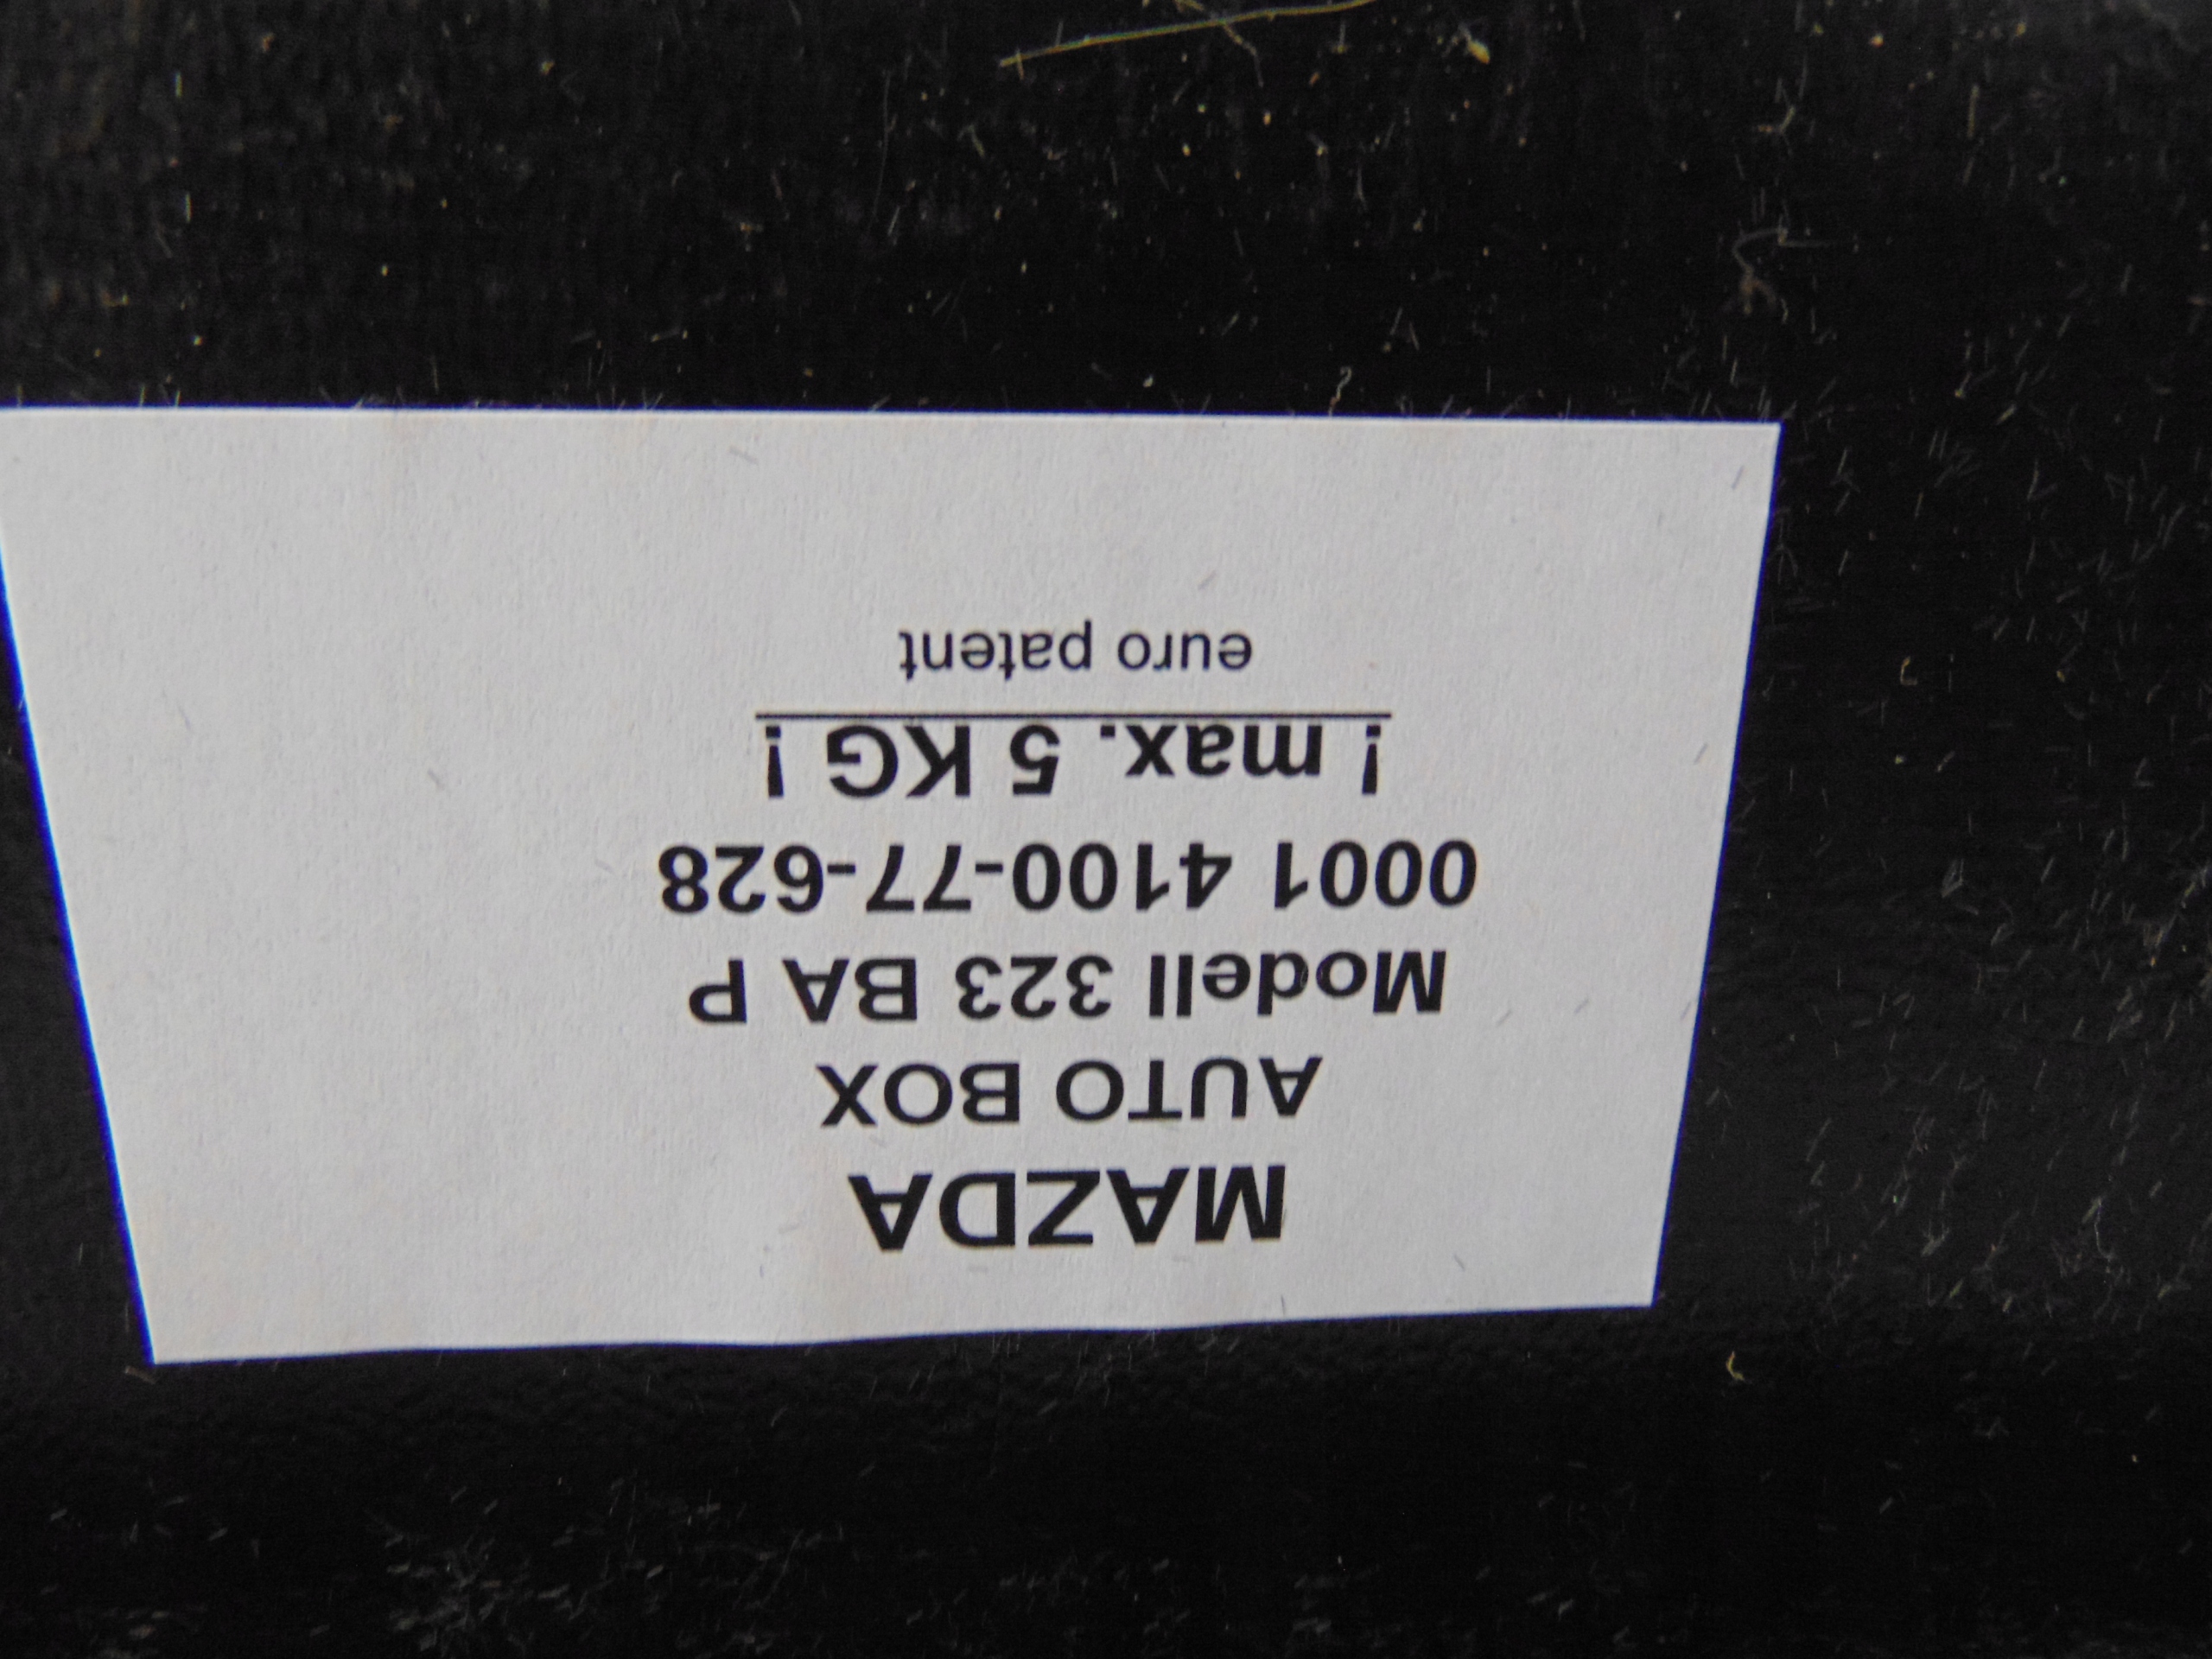 MAZDA
AUTO BOX
Modell 323 BA P
0001 4100-77-628
! max. 5 KG !
euro patent